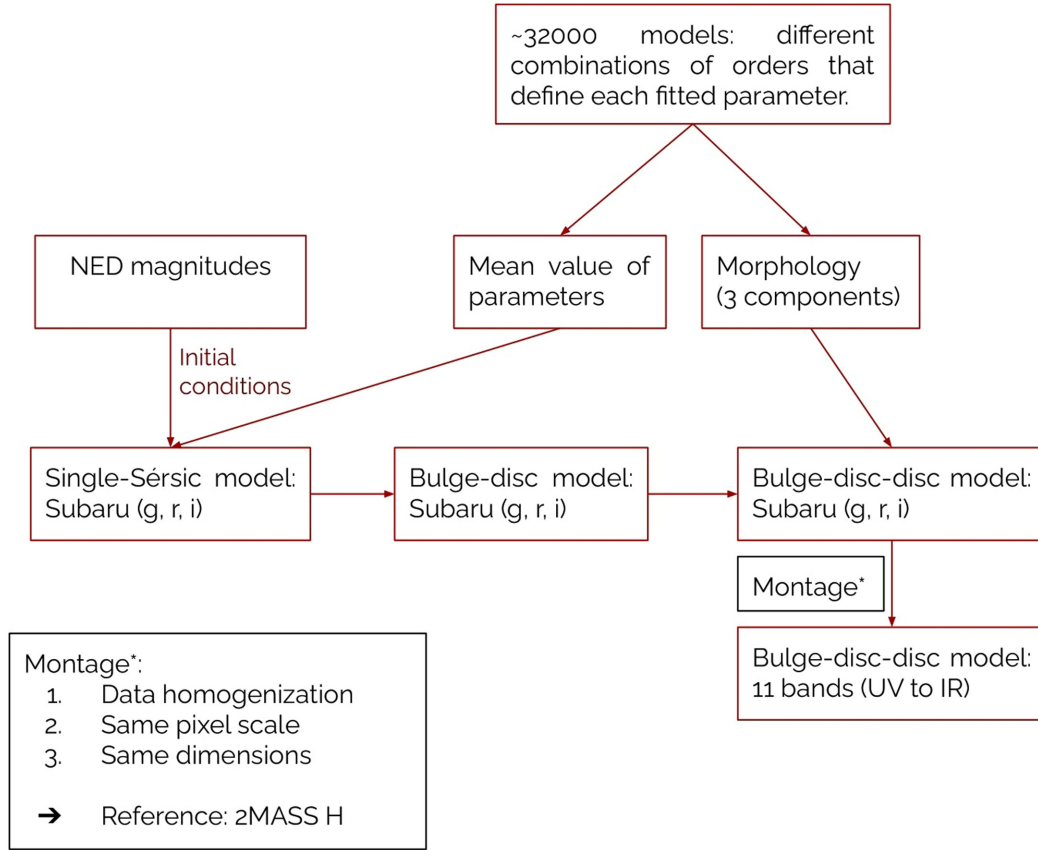 ~32000 models: different
combinations of orders that
define each fitted parameter.
NED magnitudes
Mean value of
parameters
Morphology
(3 components)
Initial
conditions
Single-Sérsic model:
Subaru (g, r, i)
Bulge-disc model:
Subaru (g, r, i)
Bulge-disc-disc model:
Subaru (g, r, i)
Montage*
Bulge-disc-disc model:
11 bands (UV to IR)
Montage*:
1. Data homogenization
2. Same pixel scale
3. Same dimensions
➔ Reference: 2MASS H